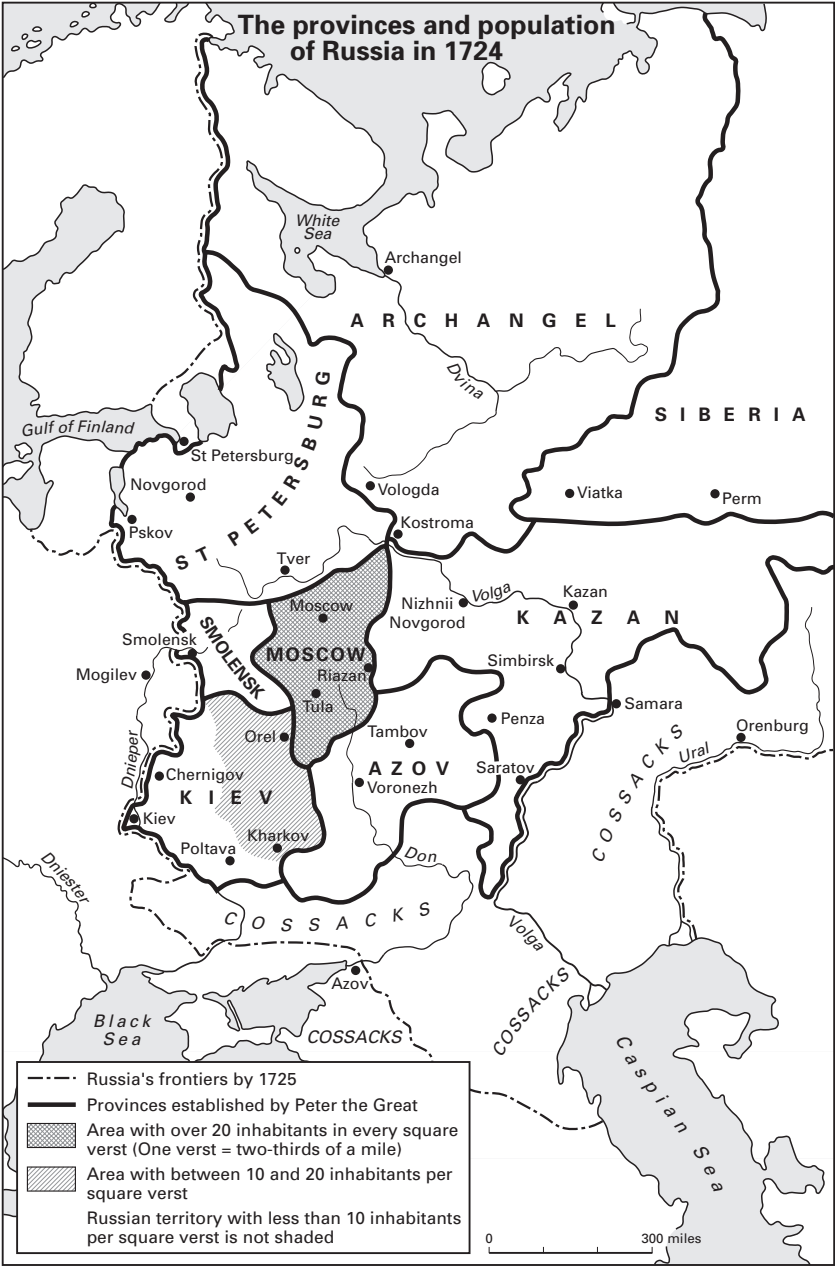 The provinces and population
of Russia in 1724
White
Sea
Archangel
ARCHANGEL
Dvina
SIBERIA
Gulf of Finland
St Petersburg
ST PETERSBURG
Novgorod
Pskov
Vologda
Viatka
Perm
Kostroma
Tver
Moscow
Nizhnii
Novgorod
Volga
Kazan
KAZAN
Smolensk
SMOLENSK
MOSCOW
Riazan
Simbirsk
Mogilev
Tula
Samara
Penza
Orel
Tambov
Orenburg
Ural
COSSACKS
Dnieper
Chernigov
KIEV
AZOV
Voronezh
Saratov
Kiev
Kharkov
Poltava
Don
Dniester
COSSACKS
Volga
Azov
COSSACKS
COSSACKS
Black
Sea
Caspian Sea
Russia's frontiers by 1725
Provinces established by Peter the Great
Area with over 20 inhabitants in every square
verst (One verst = two-thirds of a mile)
Area with between 10 and 20 inhabitants per
square verst
Russian territory with less than 10 inhabitants
per square verst is not shaded
0 300 miles